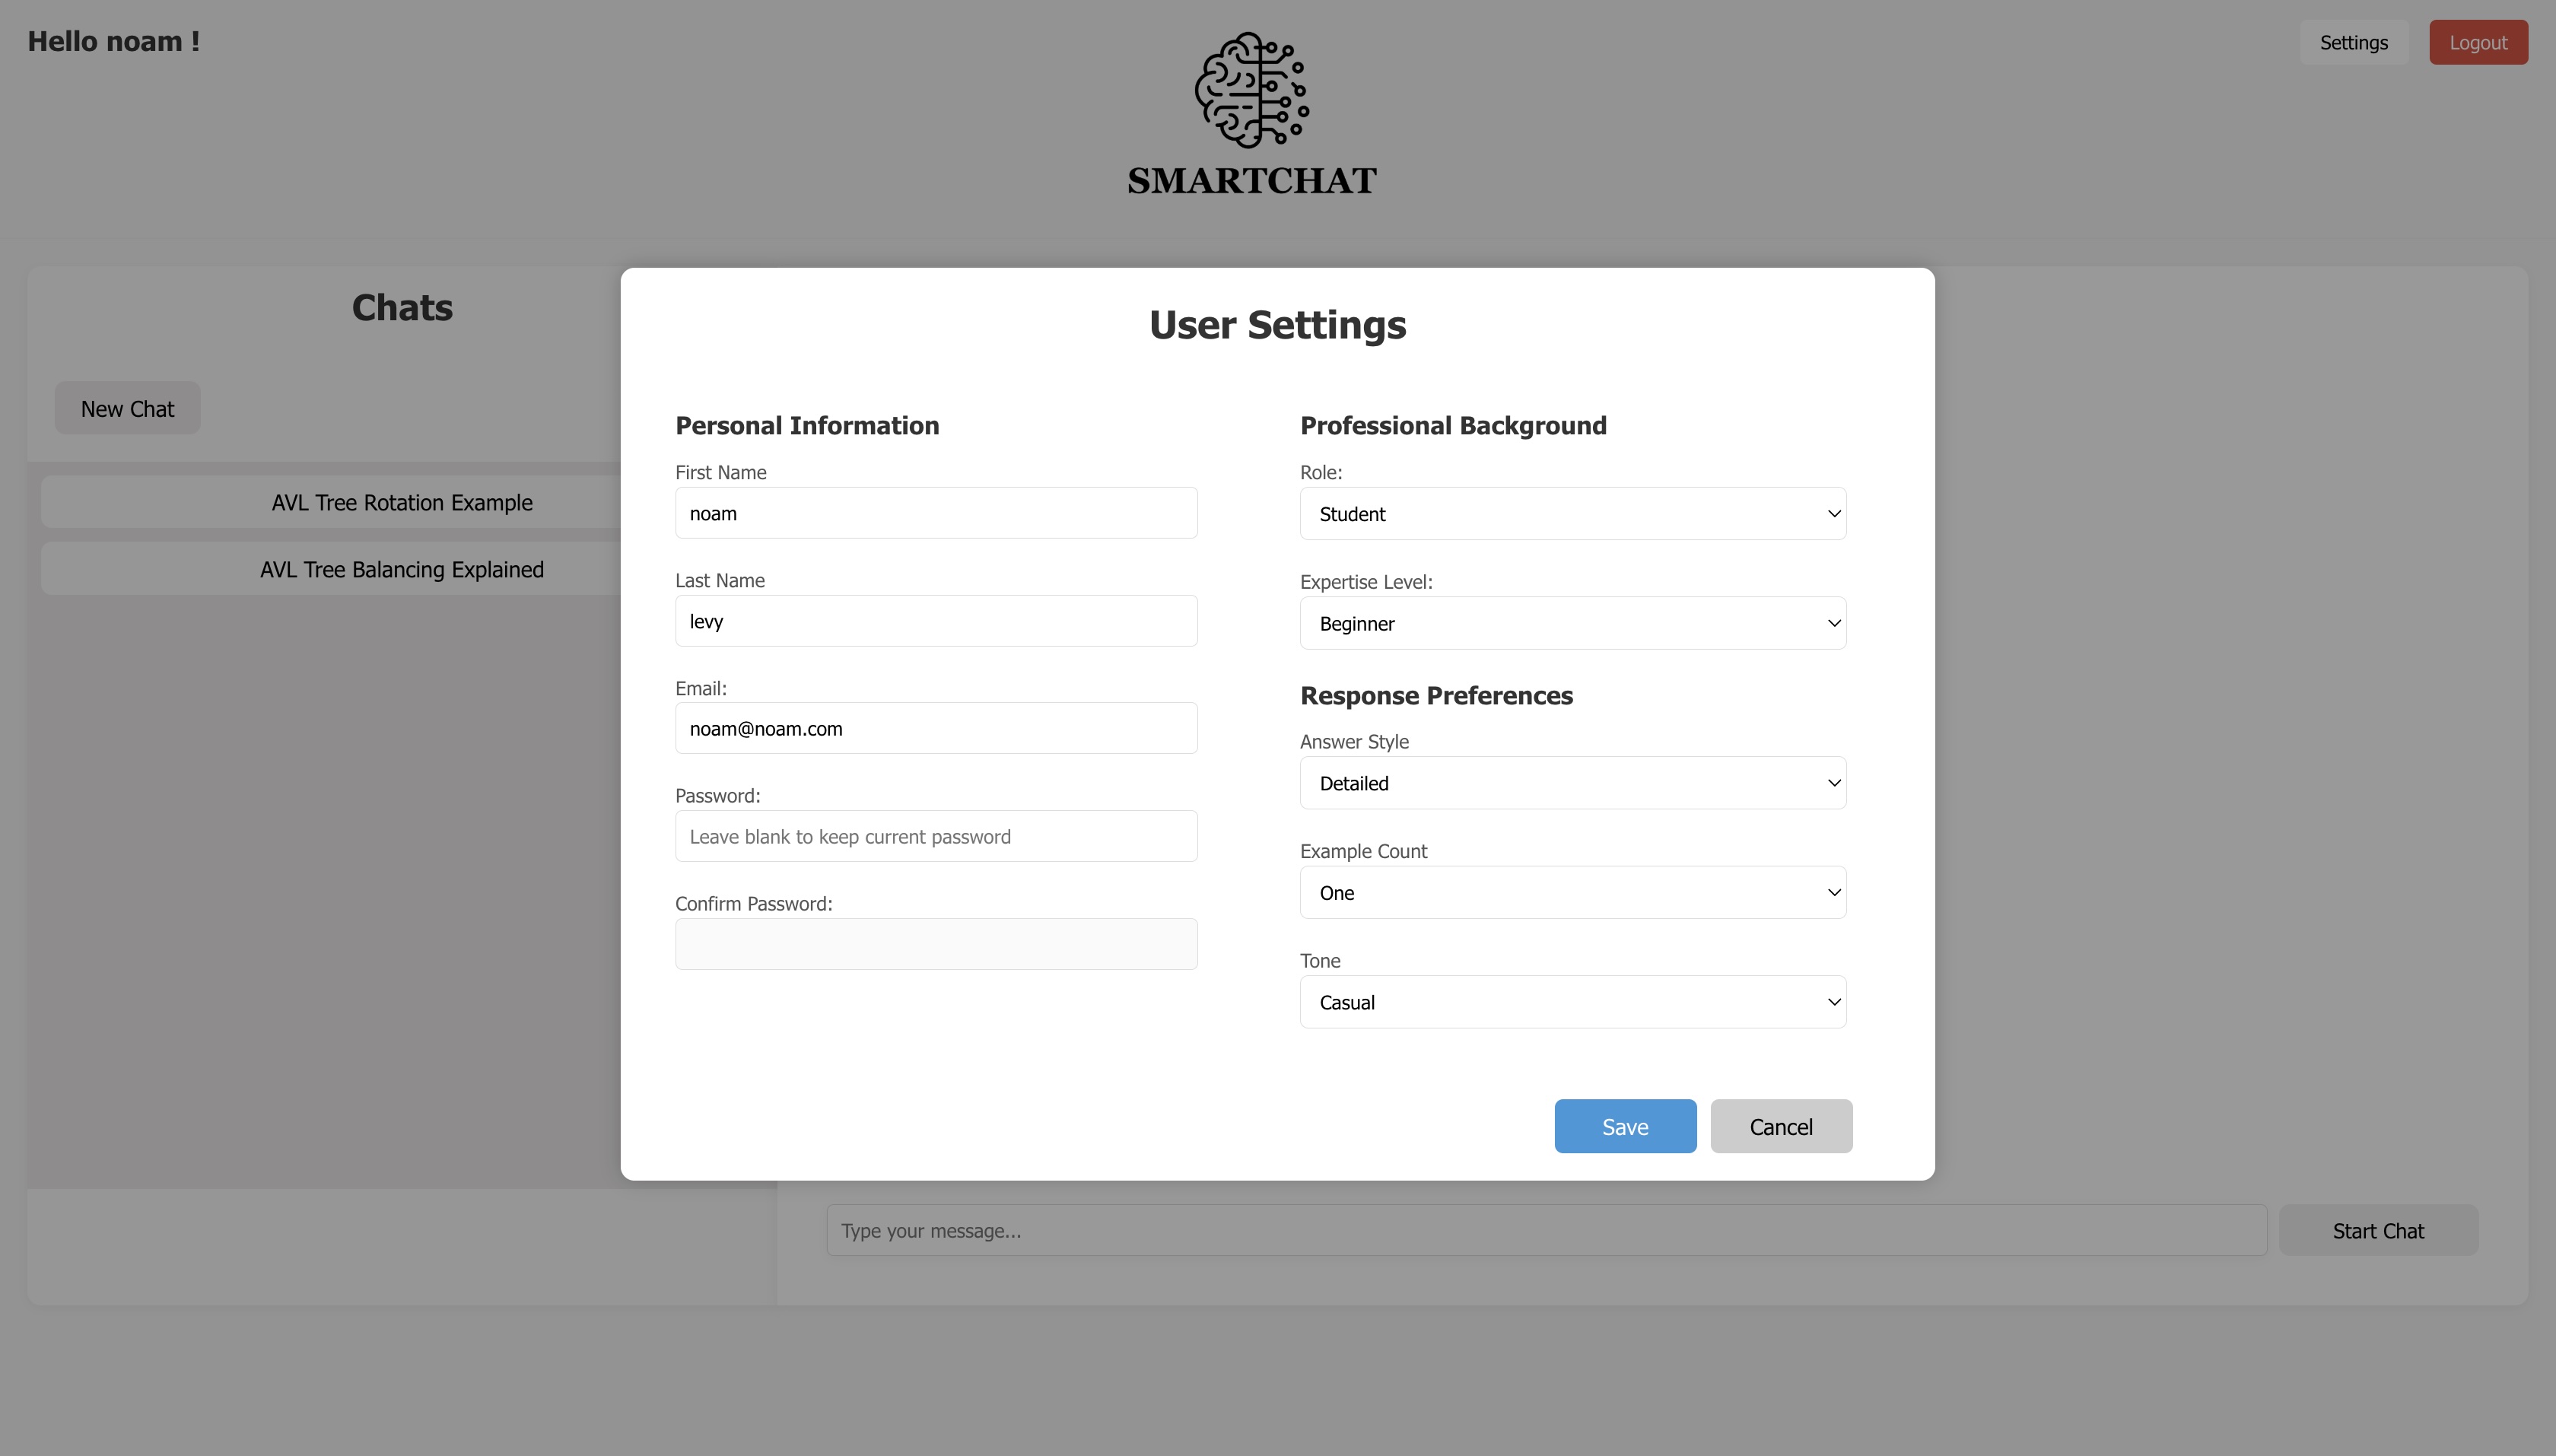 Hello noam !
Settings
Logout
SMARTCHAT
Chats
New Chat
AVL Tree Rotation Example
AVL Tree Balancing Explained
User Settings
Personal Information
First Name
noam
Last Name
levy
Email:
noam@noam.com
Password:
Leave blank to keep current password
Confirm Password:
Professional Background
Role:
Student
Expertise Level:
Beginner
Response Preferences
Answer Style
Detailed
Example Count
One
Tone
Casual
Save
Cancel
Type your message...
Start Chat